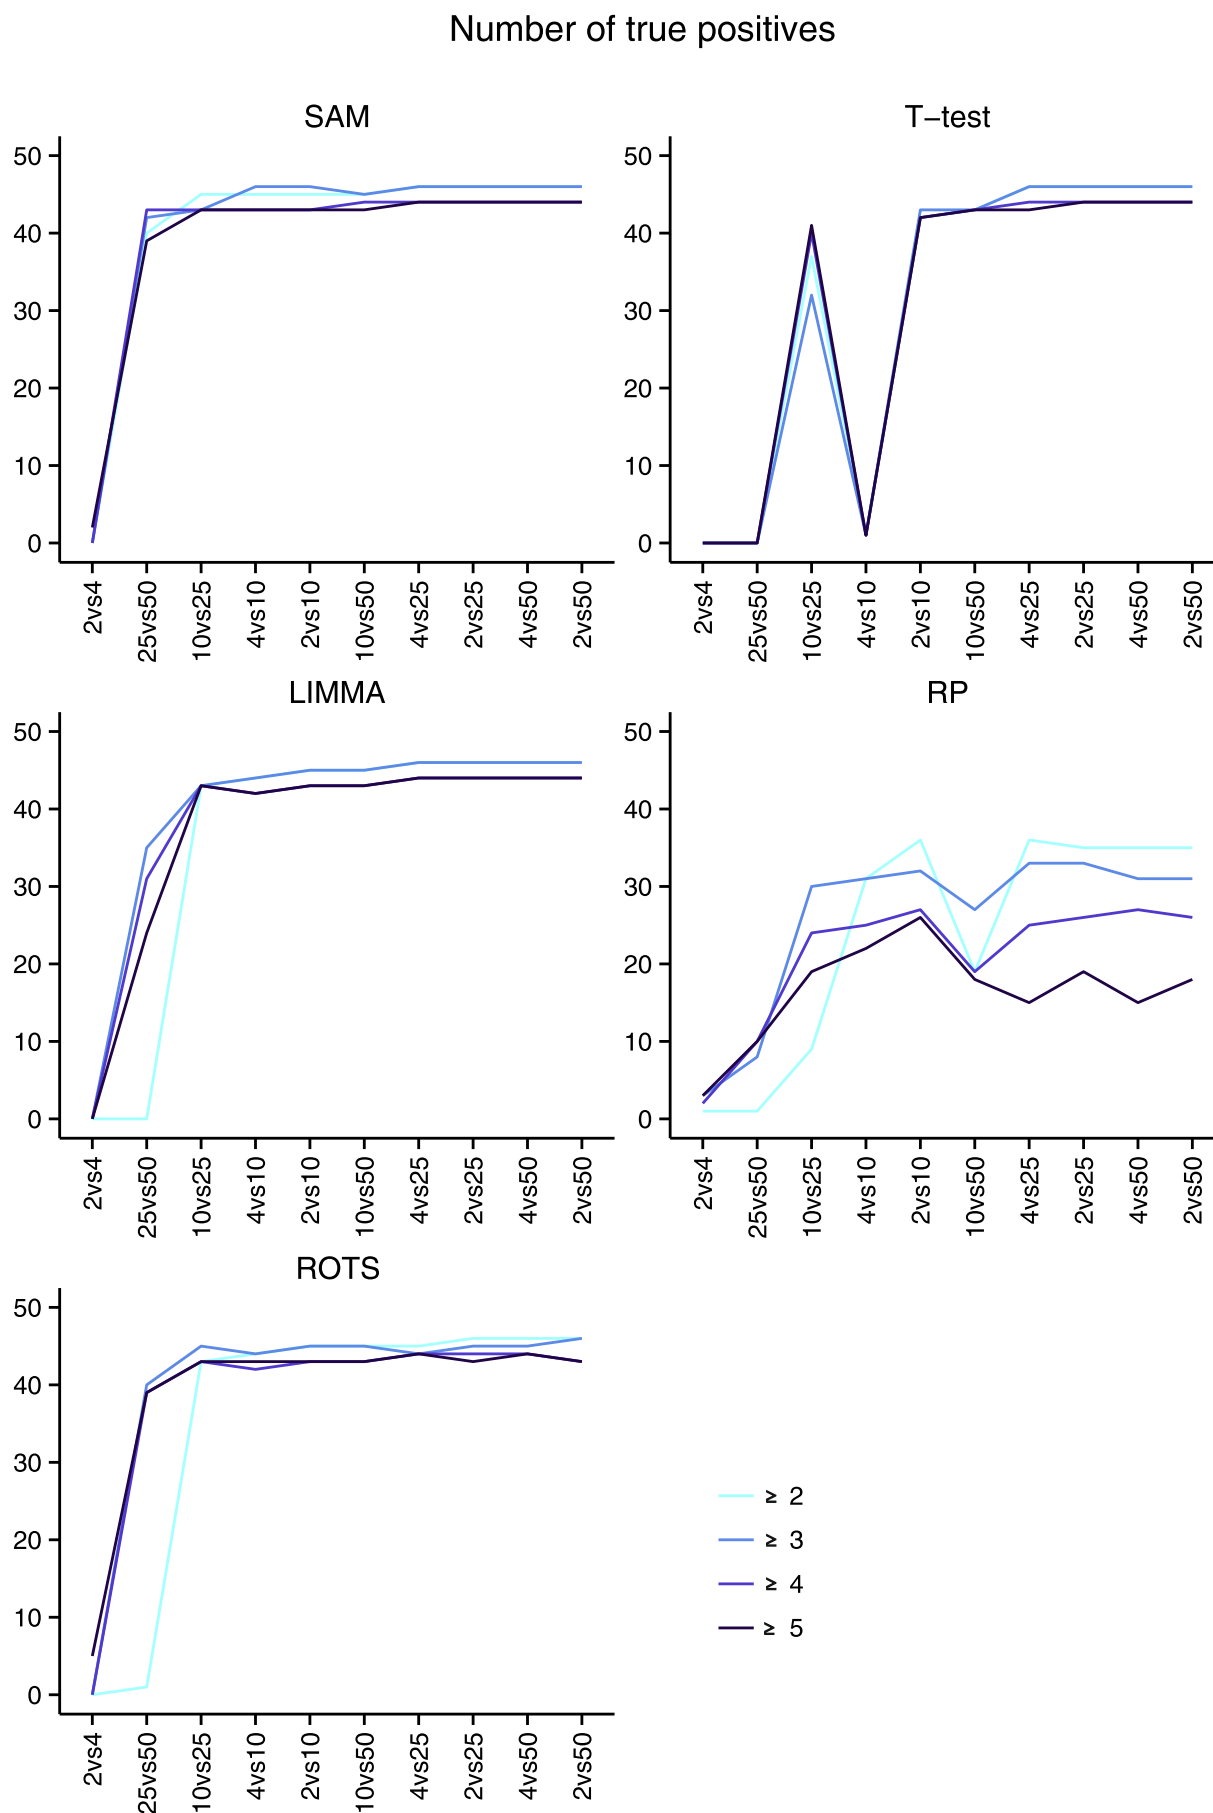 Number of true positives
SAM
50
40
30
20
10
0
2vs4
25vs50
10vs25
4vs10
2vs10
10vs50
4vs25
2vs25
4vs50
2vs50
T−test
50
40
30
20
10
0
2vs4
25vs50
10vs25
4vs10
2vs10
10vs50
4vs25
2vs25
4vs50
2vs50
LIMMA
50
40
30
20
10
0
2vs4
25vs50
10vs25
4vs10
2vs10
10vs50
4vs25
2vs25
4vs50
2vs50
RP
50
40
30
20
10
0
2vs4
25vs50
10vs25
4vs10
2vs10
10vs50
4vs25
2vs25
4vs50
2vs50
ROTS
50
40
30
20
10
0
2vs4
25vs50
10vs25
4vs10
2vs10
10vs50
4vs25
2vs25
4vs50
2vs50
≥ 2
≥ 3
≥ 4
≥ 5